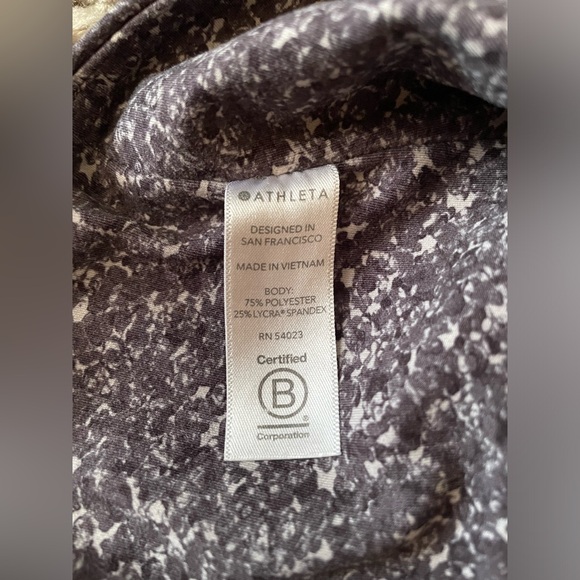 ATHLETA
DESIGNED IN
SAN FRANCISCO
MADE IN VIETNAM
BODY:
75% POLYESTER
25% LYCRA® SPANDEX
RN 54023
Certified
B
®
Corporation